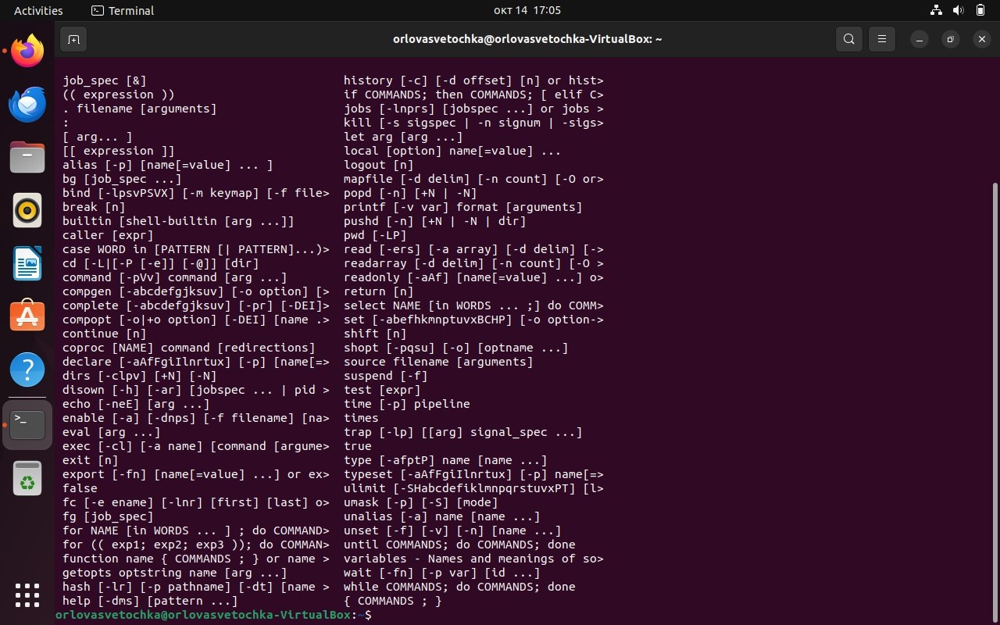 Activities
Terminal
окт 14 17:05
orlovasvetochka@orlovasvetochka-VirtualBox: ~
job_spec [&] history [-c] [-d offset] [n] or hist>
(( expression )) if COMMANDS; then COMMANDS; [ elif C>
. filename [arguments] jobs [-lnprs] [jobspec ...] or jobs >
: kill [-s sigspec | -n signum | -sigs>
[ arg... ] let arg [arg ...]
[[ expression ]] local [option] name[=value] ...
alias [-p] [name[=value] ... ] logout [n]
bg [job_spec ...] mapfile [-d delim] [-n count] [-O or>
bind [-lpsvPSVX] [-m keymap] [-f file> popd [-n] [+N | -N]
break [n] printf [-v var] format [arguments]
builtin [shell-builtin [arg ...]] pushd [-n] [+N | -N | dir]
caller [expr] pwd [-LP]
case WORD in [PATTERN [| PATTERN]...)> read [-ers] [-a array] [-d delim] [->
cd [-L|[-P [-e]] [-@]] [dir] readarray [-d delim] [-n count] [-O >
command [-pVv] command [arg ...] readonly [-aAf] [name[=value] ...] o>
compgen [-abcdefgjksuv] [-o option] [> return [n]
complete [-abcdefgjksuv] [-pr] [-DEI]> select NAME [in WORDS ... ;] do COMM>
compopt [-o|+o option] [-DEI] [name .> set [-abefhkmnptuvxBCHP] [-o option->
continue [n] shift [n]
coproc [NAME] command [redirections] shopt [-pqsu] [-o] [optname ...]
declare [-aAfFgiIlnrtux] [-p] [name[=> source filename [arguments]
dirs [-clpv] [+N] [-N] suspend [-f]
disown [-h] [-ar] [jobspec ... | pid > test [expr]
echo [-neE] [arg ...] time [-p] pipeline
enable [-a] [-dnps] [-f filename] [na> times
eval [arg ...] trap [-lp] [[arg] signal_spec ...]
exec [-cl] [-a name] [command [argume> true
exit [n] type [-afptP] name [name ...]
export [-fn] [name[=value] ...] or ex> typeset [-aAfFgiIlnrtux] [-p] name[=>
false ulimit [-SHabcdefiklmnpqrstuvxPT] [l>
fc [-e ename] [-lnr] [first] [last] o> umask [-p] [-S] [mode]
fg [job_spec] unalias [-a] name [name ...]
for NAME [in WORDS ... ] ; do COMMAND> unset [-f] [-v] [-n] [name ...]
for (( exp1; exp2; exp3 )); do COMMAN> until COMMANDS; do COMMANDS; done
function name { COMMANDS ; } or name > variables - Names and meanings of so>
getopts optstring name [arg ...] wait [-fn] [-p var] [id ...]
hash [-lr] [-p pathname] [-dt] [name > while COMMANDS; do COMMANDS; done
help [-dms] [pattern ...] { COMMANDS ; }
orlovasvetochka@orlovasvetochka-VirtualBox:~$